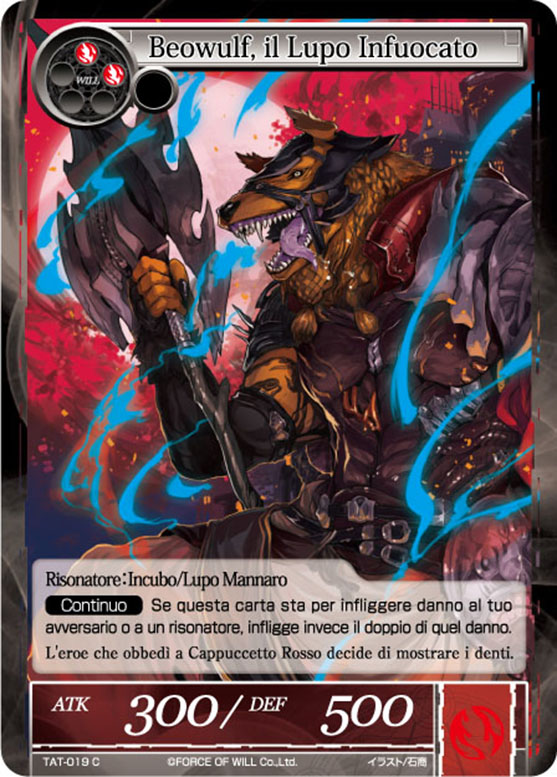 Beowulf, il Lupo Infuocato
WILL
Risonatore:Incubo/Lupo Mannaro
Continuo Se questa carta sta per infliggere danno al tuo
avversario o a un risonatore, infligge invece il doppio di quel danno.
L'eroe che obbedì a Cappuccetto Rosso decide di mostrare i denti.
ATK 300/ DEF 500
TAT-019 C ©FORCE OF WILL Co.,Ltd. イラスト/石商